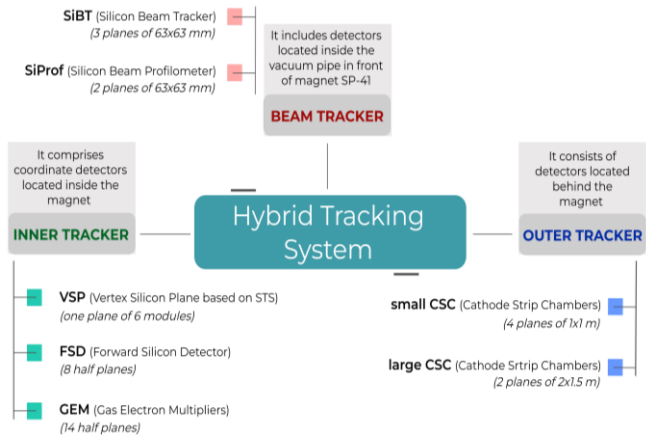 SiBT (Silicon Beam Tracker)
(3 planes of 63x63 mm)
SiProf (Silicon Beam Profilometer)
(2 planes of 63x63 mm)
It includes detectors
located inside the
vacuum pipe in front
of magnet SP-41
BEAM TRACKER
It comprises
coordinate detectors
located inside the
magnet
INNER TRACKER
Hybrid Tracking
System
It consists of
detectors located
behind the
magnet
OUTER TRACKER
VSP (Vertex Silicon Plane based on STS)
(one plane of 6 modules)
FSD (Forward Silicon Detector)
(8 half planes)
GEM (Gas Electron Multipliers)
(14 half planes)
small CSC (Cathode Strip Chambers)
(4 planes of 1x1 m)
large CSC (Cathode Srtrip Chambers)
(2 planes of 2x1.5 m)